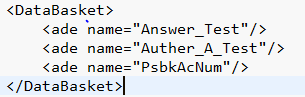 <DataBasket>
<ade name="Answer_Test"/>
<ade name="Auther_A_Test"/>
<ade name="PsbkAcNum"/>
</DataBasket>